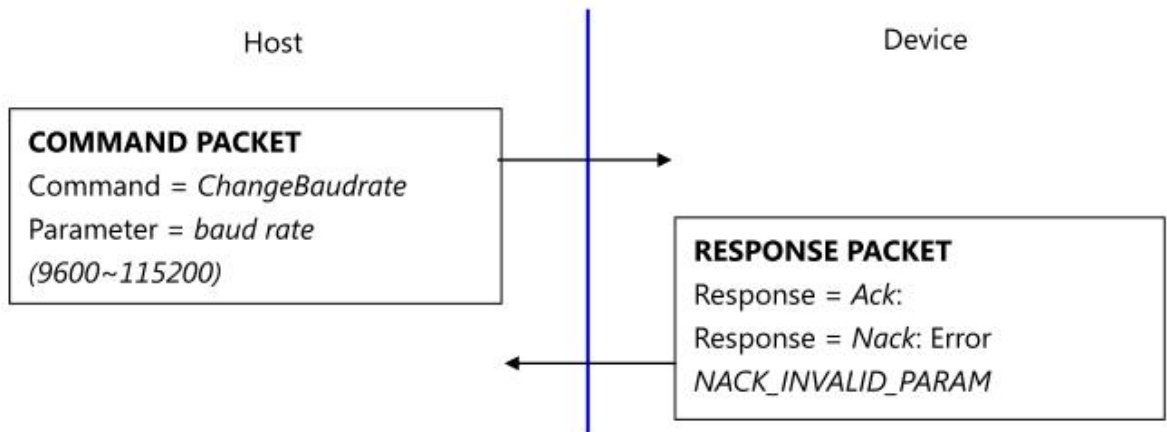 Host
Device
COMMAND PACKET
Command = ChangeBaudrate
Parameter = baud rate
(9600~115200)
RESPONSE PACKET
Response = Ack:
Response = Nack: Error
NACK_INVALID_PARAM